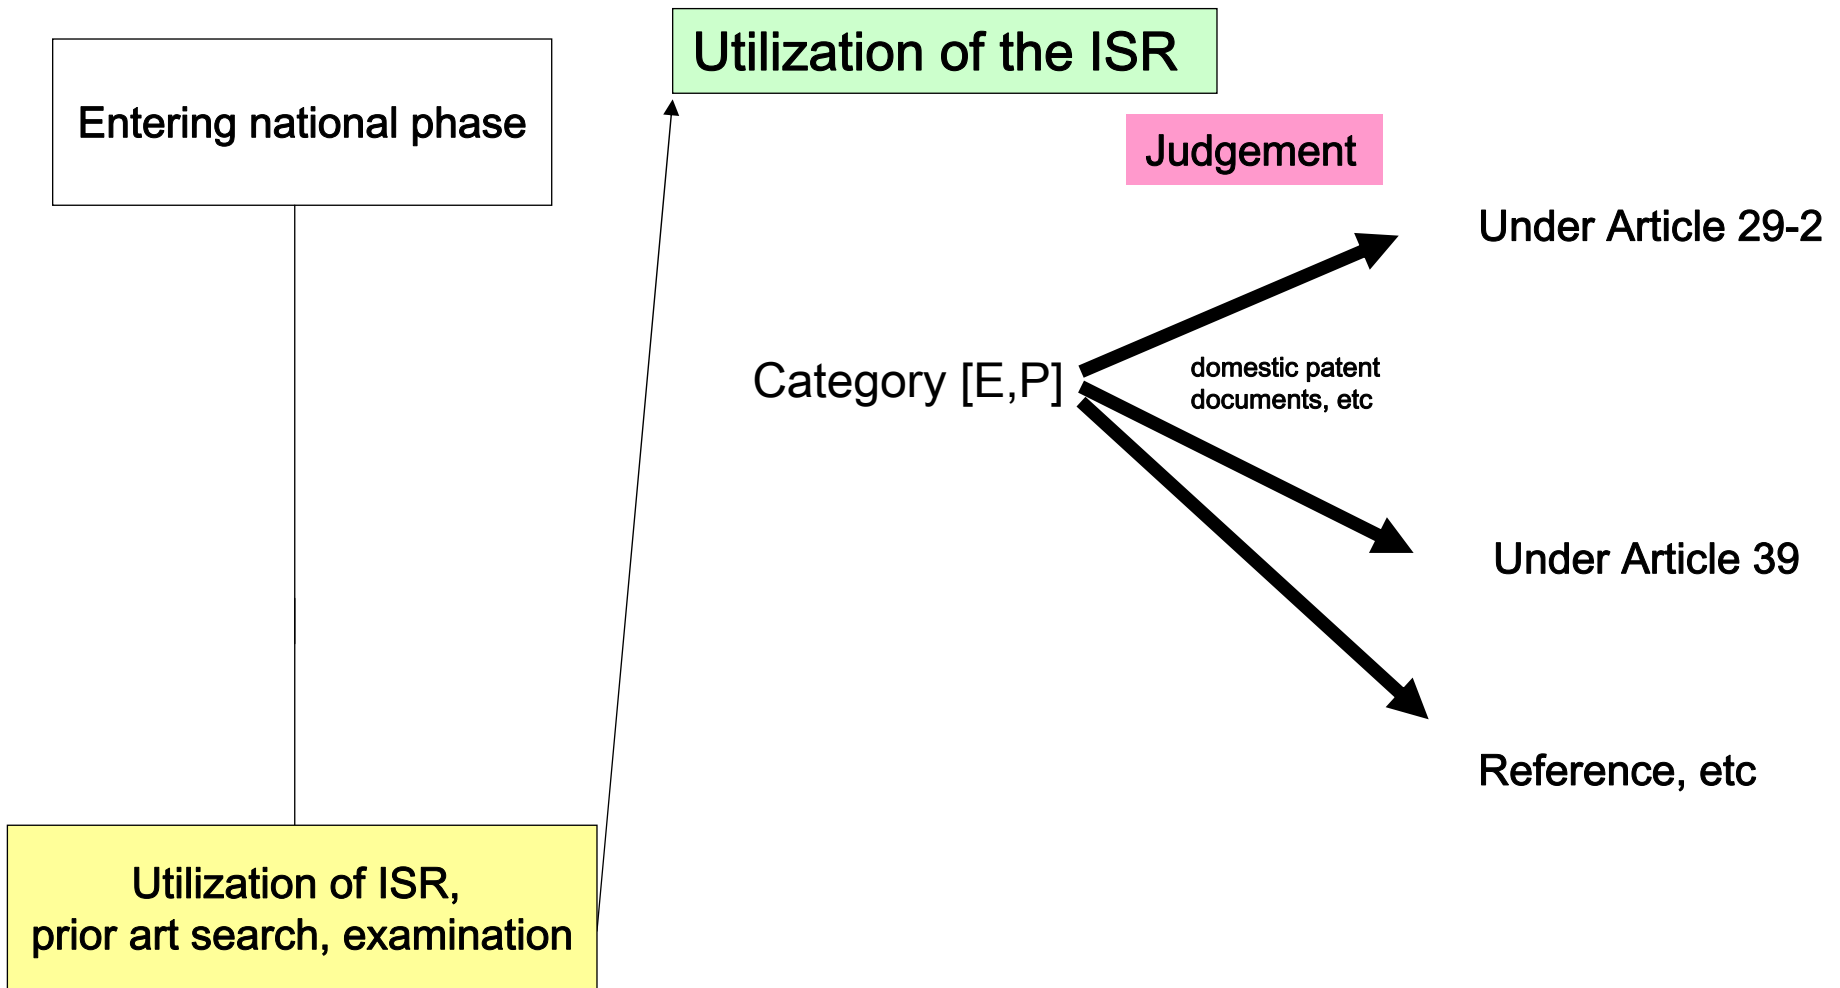 Entering national phase
Utilization of ISR,
prior art search, examination
Utilization of the ISR
Judgement
Category [E,P]
domestic patent
documents, etc
Under Article 29-2
Under Article 39
Reference, etc